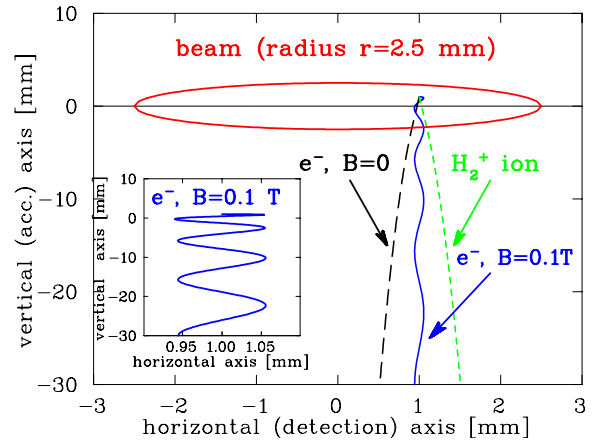 10
beam (radius r=2.5 mm)
0
e⁻, B=0
H₂⁺ ion
−10
e⁻, B=0.1T
−20
−30
−3
−2
−1
0
1
2
3
horizontal (detection) axis [mm]
vertical (acc.) axis [mm]
10
e⁻, B=0.1 T
0
−10
−20
−30
0.95
1.00
1.05
horizontal axis [mm]
vertical axis [mm]